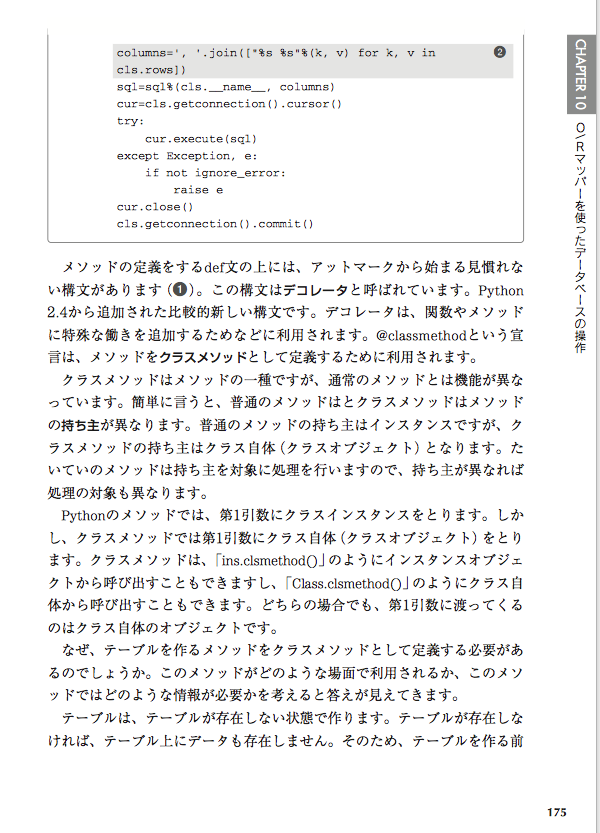 columns=', '.join(["%s %s"%(k, v) for k, v in ❷
cls.rows])
sql=sql%(cls.__name__, columns)
cur=cls.getconnection().cursor()
try:
    cur.execute(sql)
except Exception, e:
    if not ignore_error:
        raise e
cur.close()
cls.getconnection().commit()
メソッドの定義をするdef文の上には、アットマークから始まる見慣れな
い構文があります(❶)。この構文はデコレータと呼ばれています。Python
2.4から追加された比較的新しい構文です。デコレータは、関数やメソッド
に特殊な働きを追加するためなどに利用されます。@classmethodという宣
言は、メソッドをクラスメソッドとして定義するために利用されます。
クラスメソッドはメソッドの一種ですが、通常のメソッドとは機能が異な
っています。簡単に言うと、普通のメソッドはとクラスメソッドはメソッド
の持ち主が異なります。普通のメソッドの持ち主はインスタンスですが、ク
ラスメソッドの持ち主はクラス自体(クラスオブジェクト)となります。た
いていのメソッドは持ち主を対象に処理を行いますので、持ち主が異なれば
処理の対象も異なります。
Pythonのメソッドでは、第1引数にクラスインスタンスをとります。しか
し、クラスメソッドでは第1引数にクラス自体(クラスオブジェクト)をとり
ます。クラスメソッドは、「ins.clsmethod()」のようにインスタンスオブジェ
クトから呼び出すこともできますし、「Class.clsmethod()」のようにクラス自
体から呼び出すこともできます。どちらの場合でも、第1引数に渡ってくる
のはクラス自体のオブジェクトです。
なぜ、テーブルを作るメソッドをクラスメソッドとして定義する必要があ
るのでしょうか。このメソッドがどのような場面で利用されるか、このメソ
ッドではどのような情報が必要かを考えると答えが見えてきます。
テーブルは、テーブルが存在しない状態で作ります。テーブルが存在しな
ければ、テーブル上にデータも存在しません。そのため、テーブルを作る前
CHAPTER 10 O/Rマッパーを使ったデータベースの操作
175